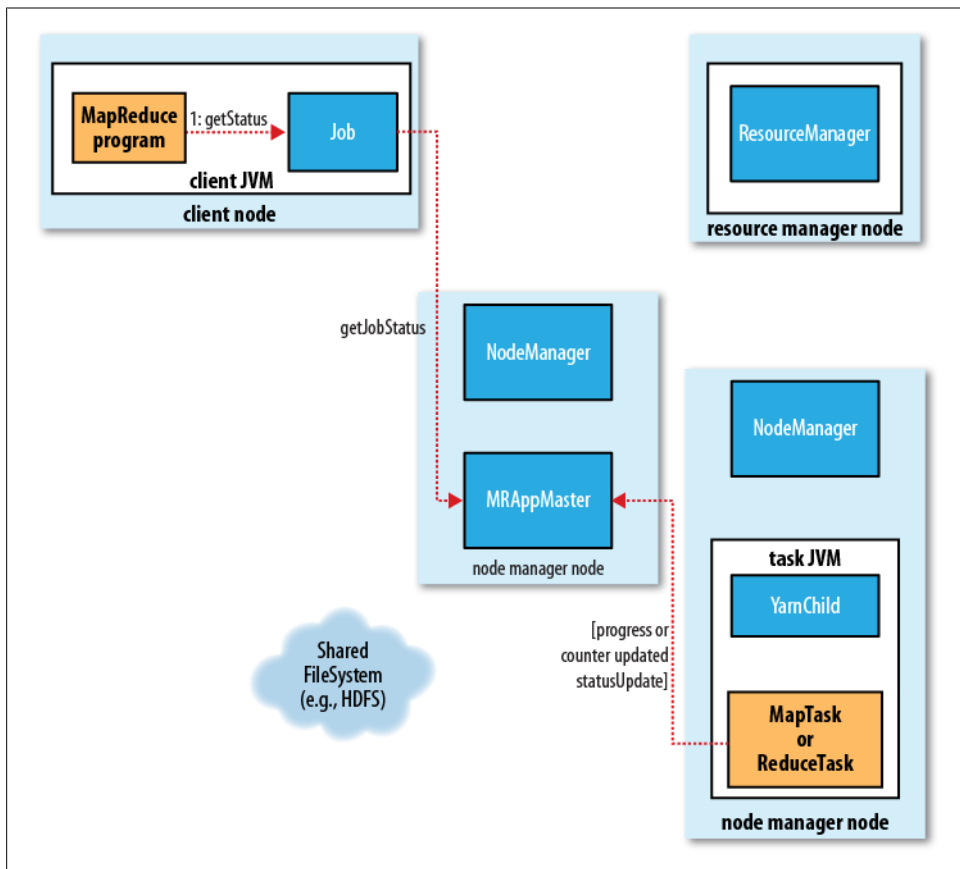 MapReduce
program
1: getStatus
Job
client JVM
client node
ResourceManager
resource manager node
getJobStatus
NodeManager
MRAppMaster
node manager node
NodeManager
task JVM
YarnChild
MapTask
or
ReduceTask
node manager node
[progress or
counter updated
statusUpdate]
Shared
FileSystem
(e.g., HDFS)